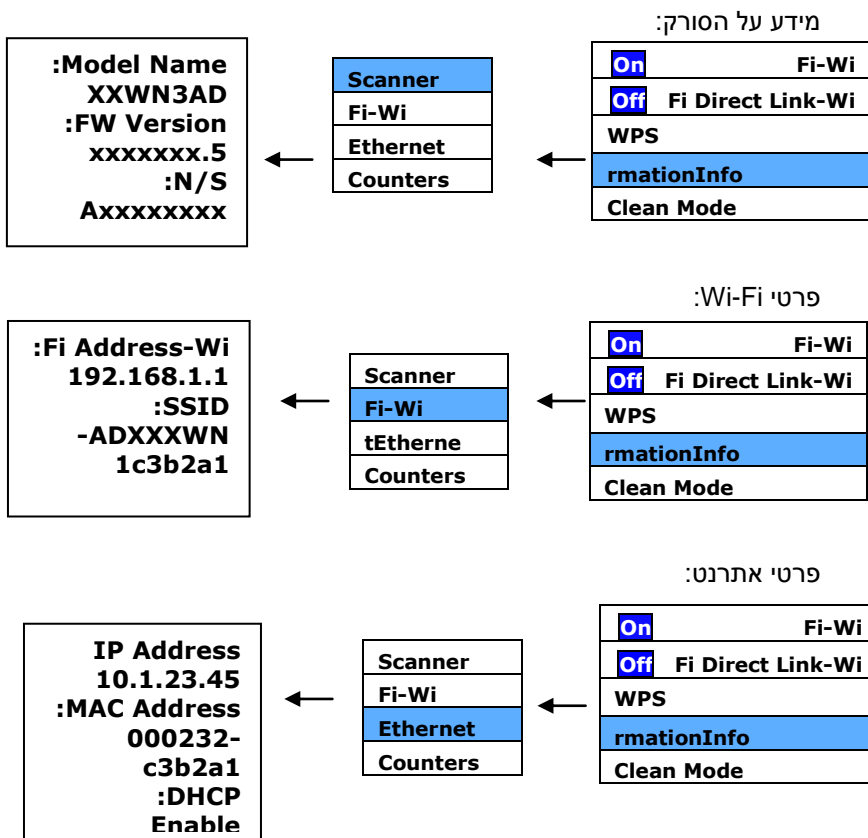 מידע על הסורק:
On Fi-Wi
Off Fi Direct Link-Wi
WPS
rmationInfo
Clean Mode
Scanner
Fi-Wi
Ethernet
Counters
:Model Name
XXWN3AD
:FW Version
xxxxxxx.5
:N/S
Axxxxxxxx
פרטי Wi-Fi:
On Fi-Wi
Off Fi Direct Link-Wi
WPS
rmationInfo
Clean Mode
Scanner
Fi-Wi
tEtherne
Counters
:Fi Address-Wi
192.168.1.1
:SSID
-ADXXXWN
1c3b2a1
פרטי אתרנט:
On Fi-Wi
Off Fi Direct Link-Wi
WPS
rmationInfo
Clean Mode
Scanner
Fi-Wi
Ethernet
Counters
IP Address
10.1.23.45
:MAC Address
000232-
c3b2a1
:DHCP
Enable